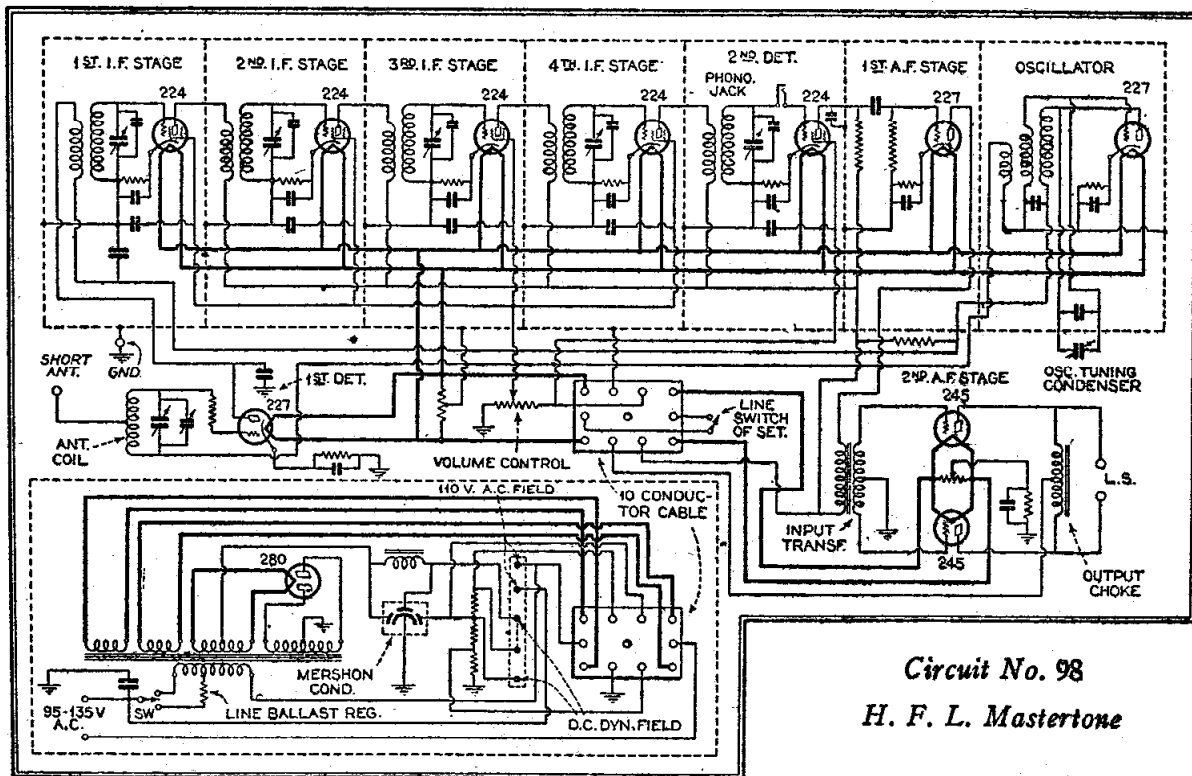 1ST. I.F. STAGE
2ND. I.F. STAGE
3RD. I.F. STAGE
4TH. I.F. STAGE
2ND. DET.
1ST. A.F. STAGE
OSCILLATOR
PHONO.
JACK
224
224
224
224
224
227
227
SHORT
ANT.
GND.
1ST. DET.
227
ANT.
COIL
VOLUME CONTROL
LINE
SWITCH
OF SET.
10 CONDUC-
TOR CABLE
OSC. TUNING
CONDENSER
2ND. A.F. STAGE
245
245
INPUT
TRANSF.
L.S.
OUTPUT
CHOKE
110 V. A.C. FIELD
280
MERSHON
COND.
95-135V
A.C.
SW
LINE BALLAST REG.
D.C. DYN. FIELD
Circuit No. 98
H. F. L. Mastertone